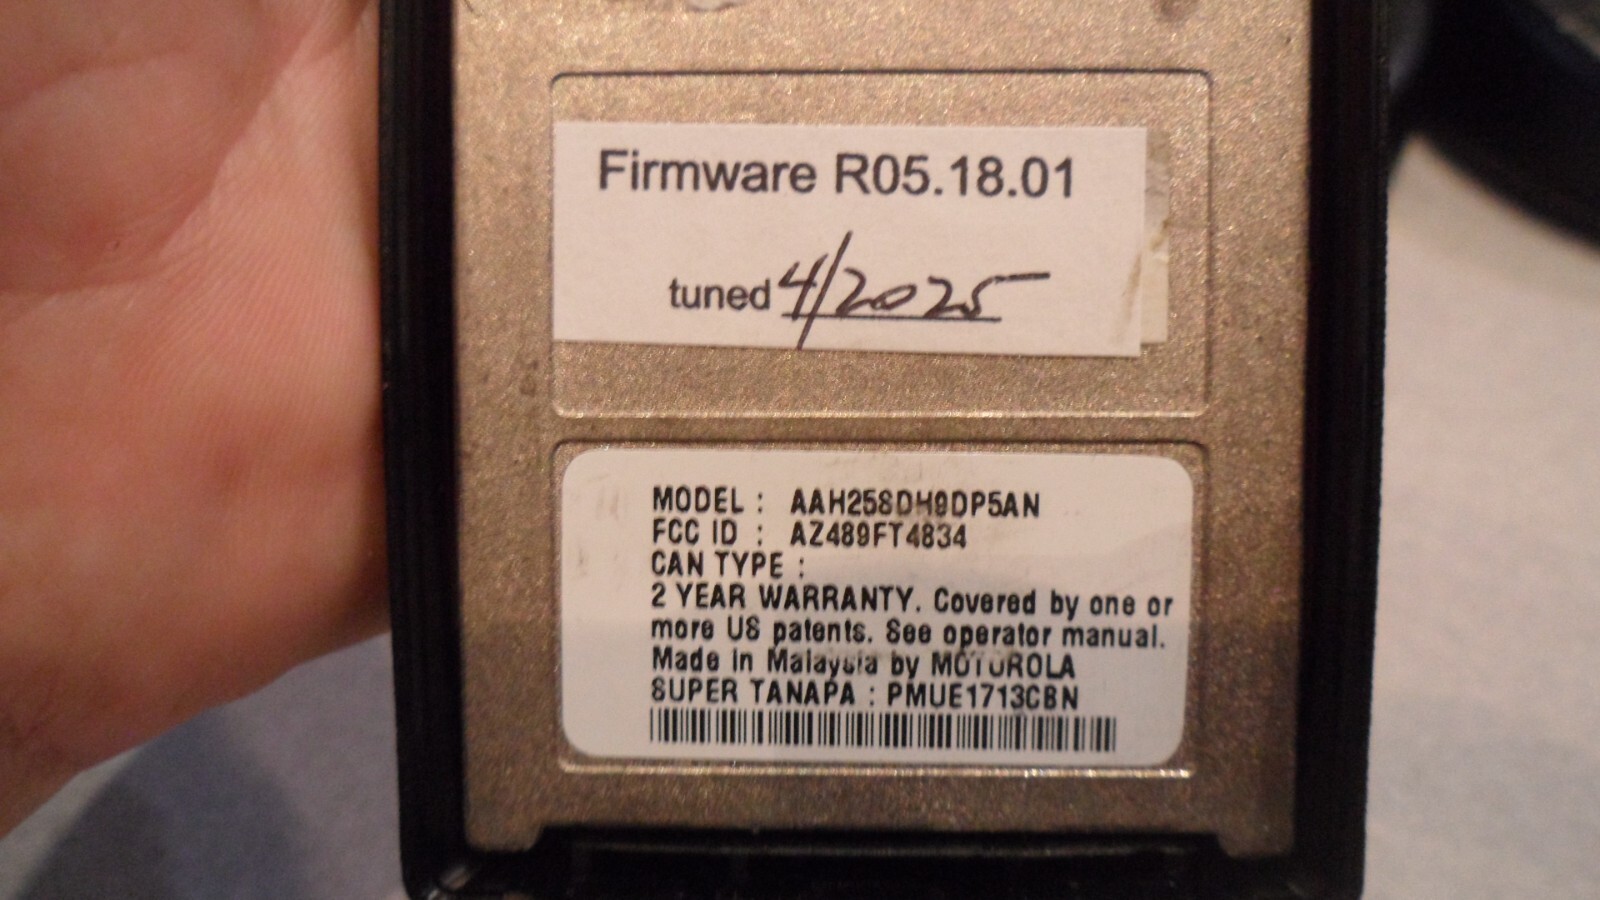 Firmware R05.18.01
tuned 4/2025
MODEL : AAH25SDH9DP5AN
FCC ID : AZ489FT4834
CAN TYPE :
2 YEAR WARRANTY. Covered by one or
more US patents. See operator manual.
Made in Malaysia by MOTOROLA
SUPER TANAPA : PMUE1713CBN